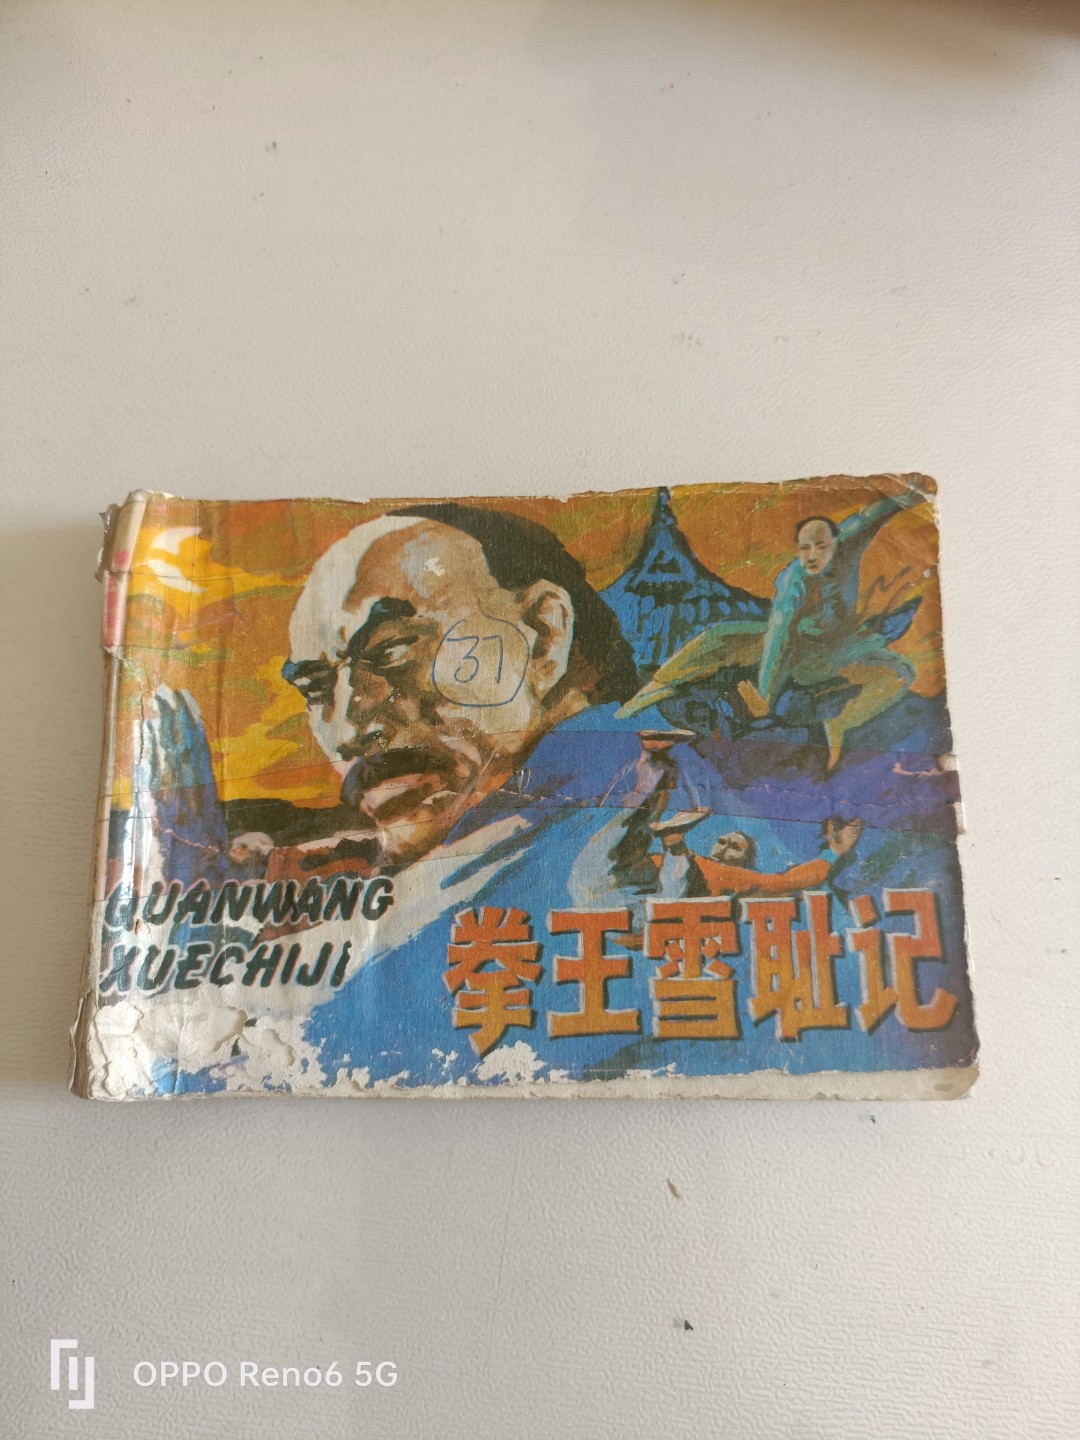 37
QUANWANG
XUECHIJI
拳王雪耻记
OPPO Reno6 5G